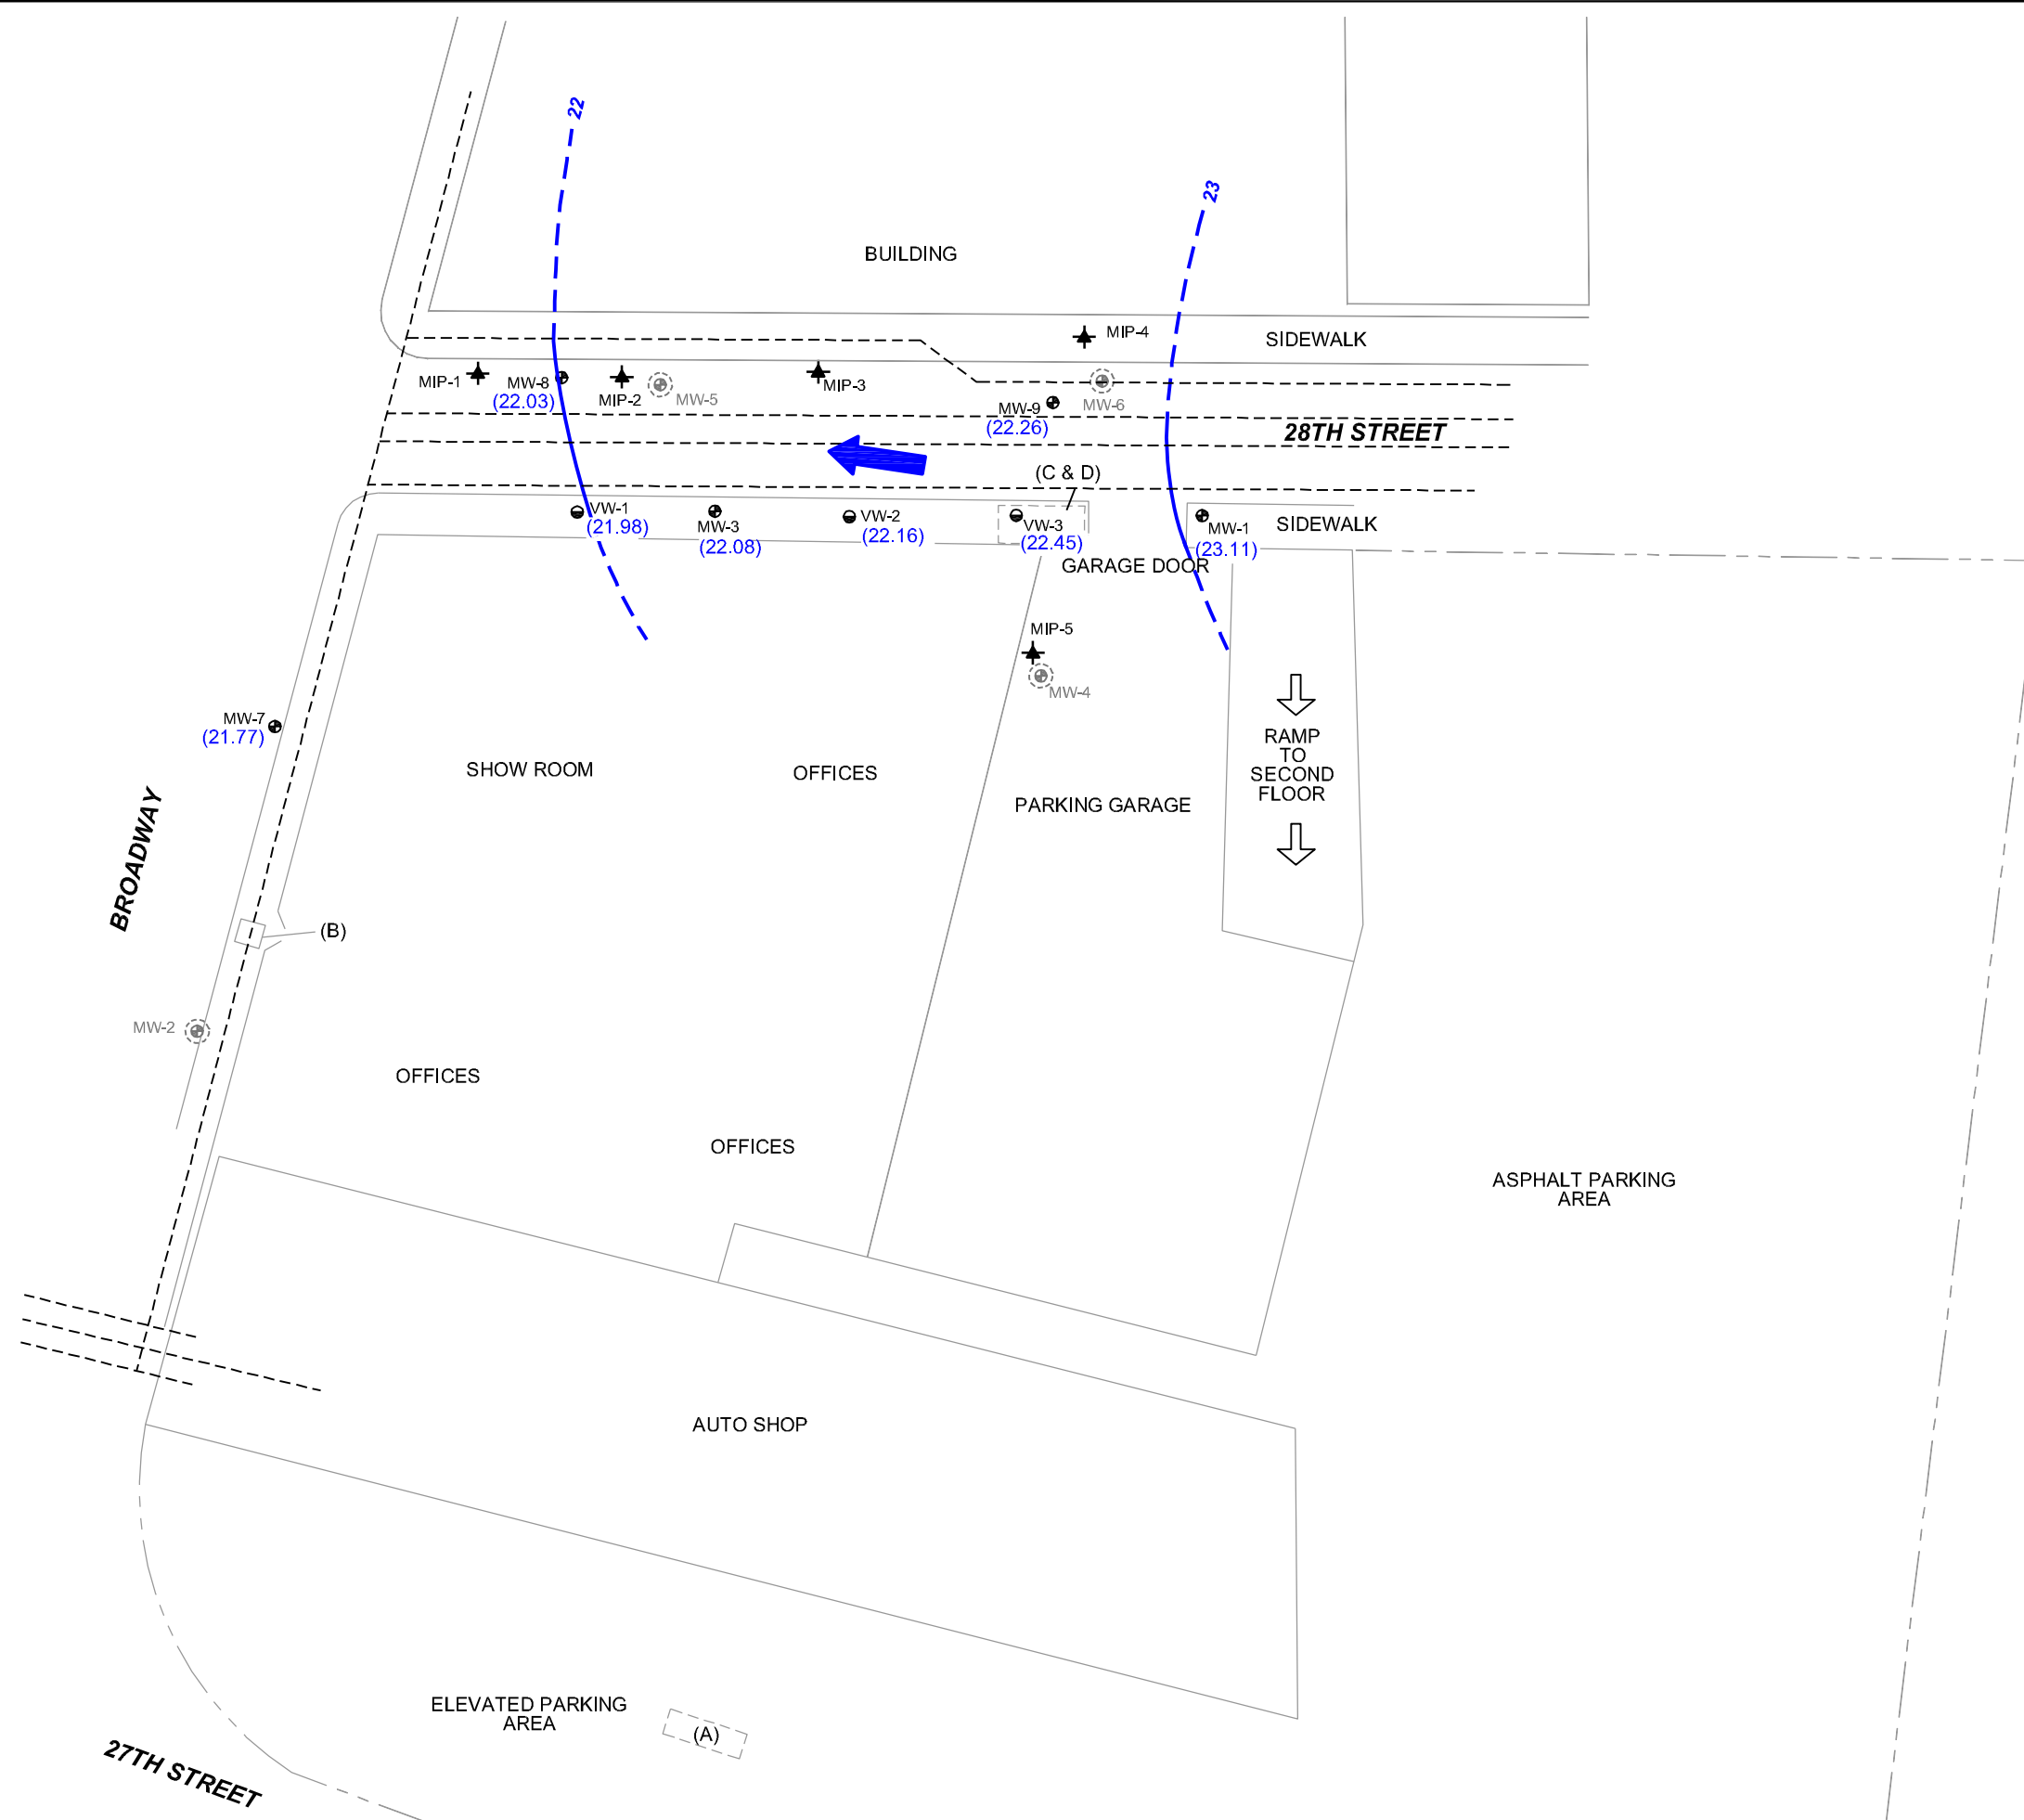 22
23
BUILDING
MIP-4
SIDEWALK
MIP-1
MW-8
(22.03)
MIP-2
MW-5
MIP-3
MW-9
(22.26)
MW-6
28TH STREET
(C & D)
VW-1
(21.98)
MW-3
(22.08)
VW-2
(22.16)
VW-3
(22.45)
MW-1
(23.11)
SIDEWALK
GARAGE DOOR
MIP-5
MW-4
MW-7
(21.77)
SHOW ROOM
OFFICES
RAMP
TO
SECOND
FLOOR
PARKING GARAGE
BROADWAY
(B)
MW-2
OFFICES
OFFICES
ASPHALT PARKING
AREA
AUTO SHOP
ELEVATED PARKING
AREA
(A)
27TH STREET